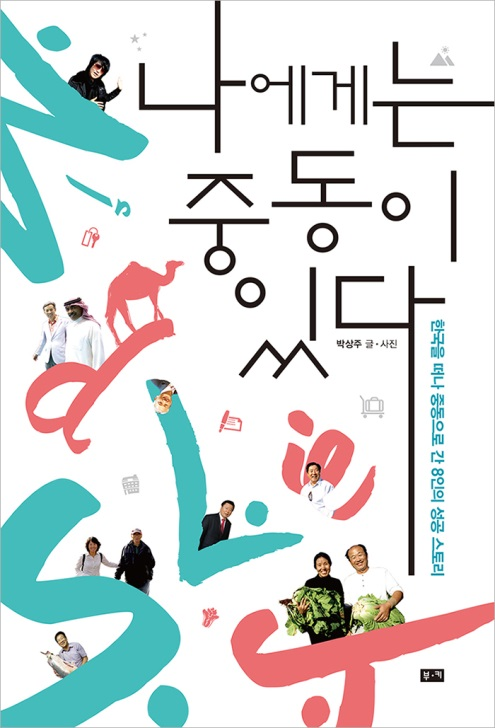 나에게는
중동이
있다
박상주 글·사진
한국을 떠나 중동으로 간 8인의 성공 스토리
부·키